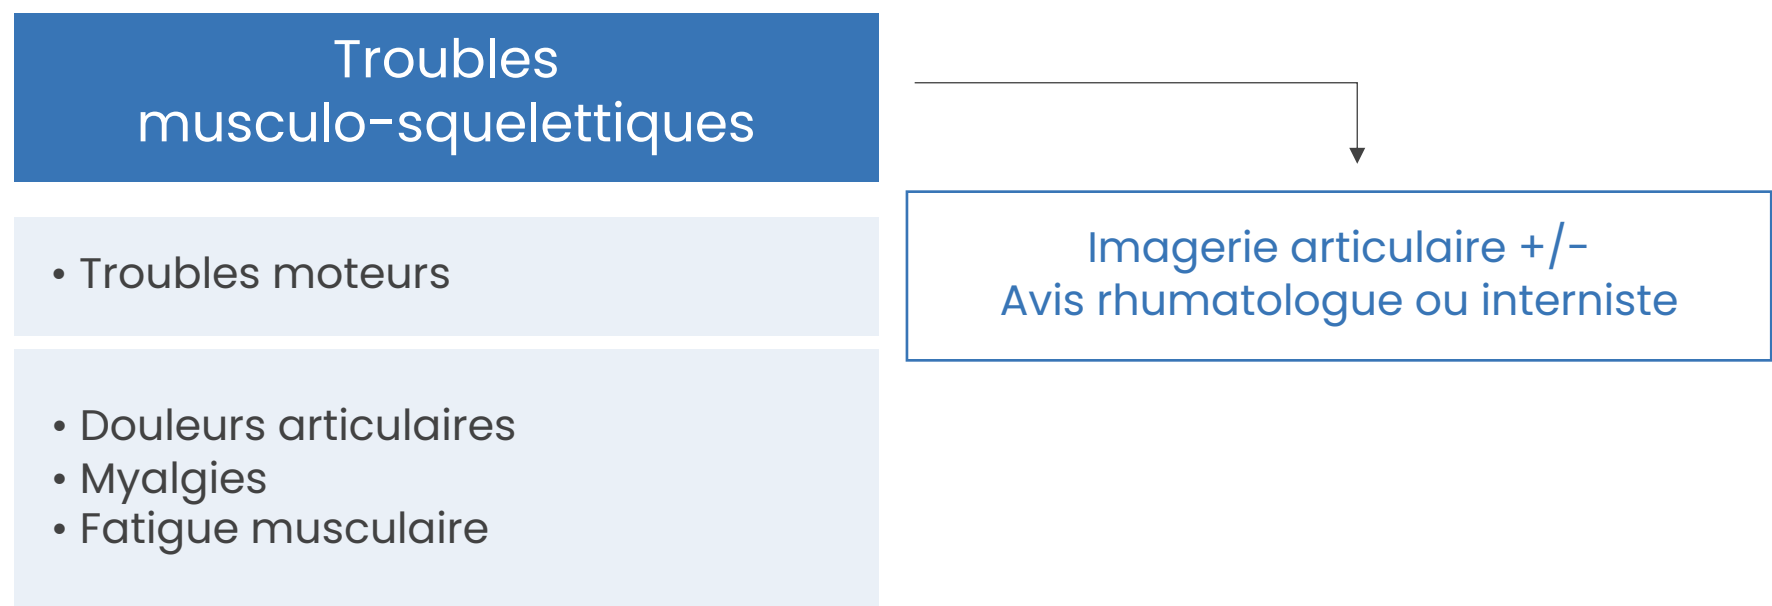 Troubles
musculo-squelettiques
• Troubles moteurs
• Douleurs articulaires
• Myalgies
• Fatigue musculaire
Imagerie articulaire +/-
Avis rhumatologue ou interniste